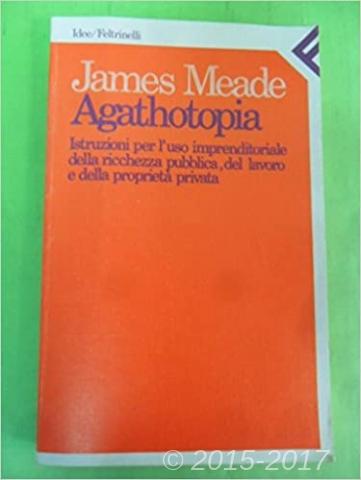 Idee/Feltrinelli
James Meade
Agathotopia
Istruzioni per l'uso imprenditoriale
della ricchezza pubblica, del lavoro
e della proprietà privata
© 2015-2017